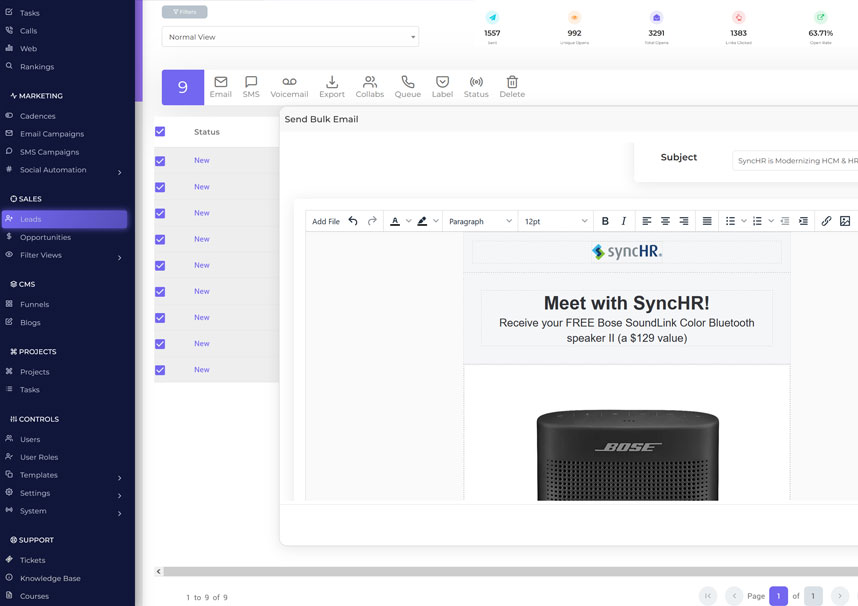 Tasks
Calls
Web
Rankings
MARKETING
Cadences
Email Campaigns
SMS Campaigns
Social Automation
SALES
Leads
Opportunities
Filter Views
CMS
Funnels
Blogs
PROJECTS
Projects
Tasks
CONTROLS
Users
User Roles
Templates
Settings
System
SUPPORT
Tickets
Knowledge Base
Courses
Filters
Normal View
1557 992 3291 1383 63.71%
Sent Unique Opens Total Opens Links Clicked Open Rate
9
Email SMS Voicemail Export Collabs Queue Label Status Delete
Status
New
New
New
New
New
New
New
New
New
Send Bulk Email
Subject
SyncHR is Modernizing HCM & HR
Add File A Paragraph 12pt B I
syncHR®
Meet with SyncHR!
Receive your FREE Bose SoundLink Color Bluetooth
speaker II (a $129 value)
BOSE
1 to 9 of 9
Page 1 of 1